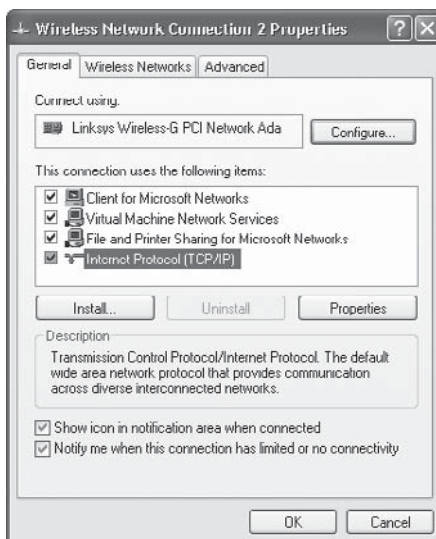 Wireless Network Connection 2 Properties
General Wireless Networks Advanced
Connect using:
Linksys Wireless-G PCI Network Ada
Configure...
This connection uses the following items:
Client for Microsoft Networks
Virtual Machine Network Services
File and Printer Sharing for Microsoft Networks
Internet Protocol (TCP/IP)
Install... Uninstall Properties
Description
Transmission Control Protocol/Internet Protocol. The default
wide area network protocol that provides communication
across diverse interconnected networks.
Show icon in notification area when connected
Notify me when this connection has limited or no connectivity
OK Cancel